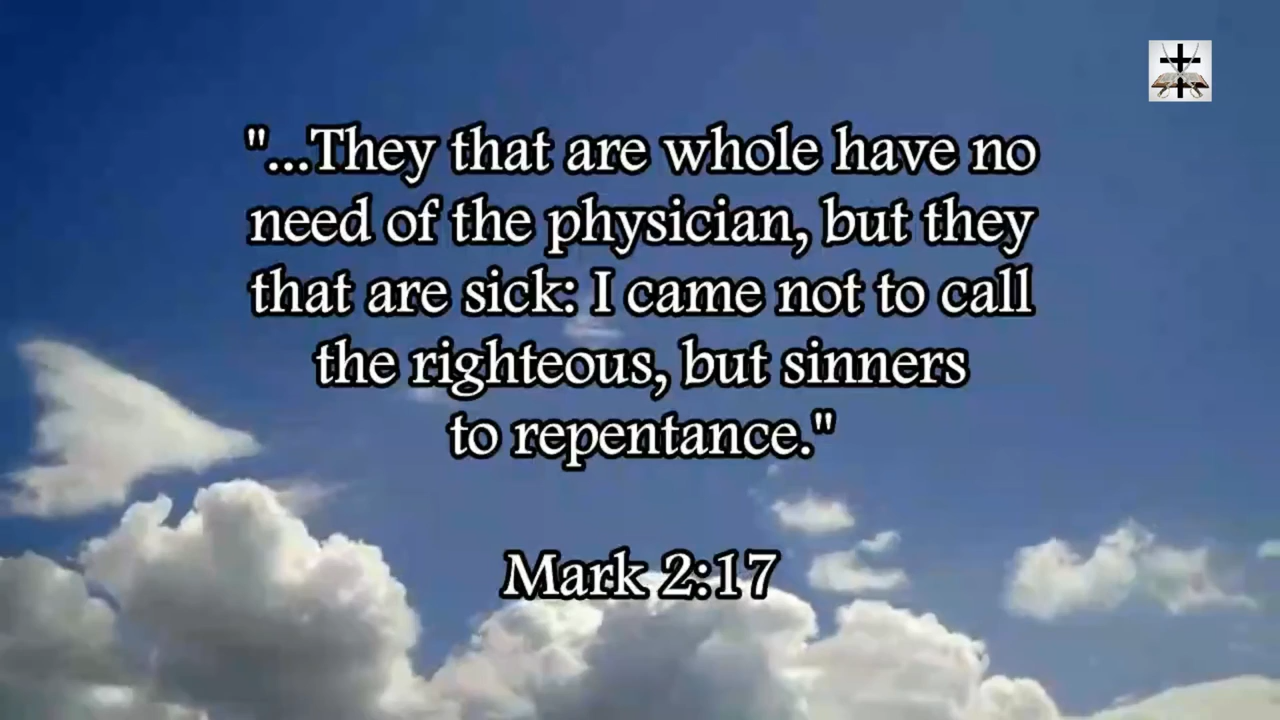 "...They that are whole have no
need of the physician, but they
that are sick: I came not to call
the righteous, but sinners
to repentance."
Mark 2:17